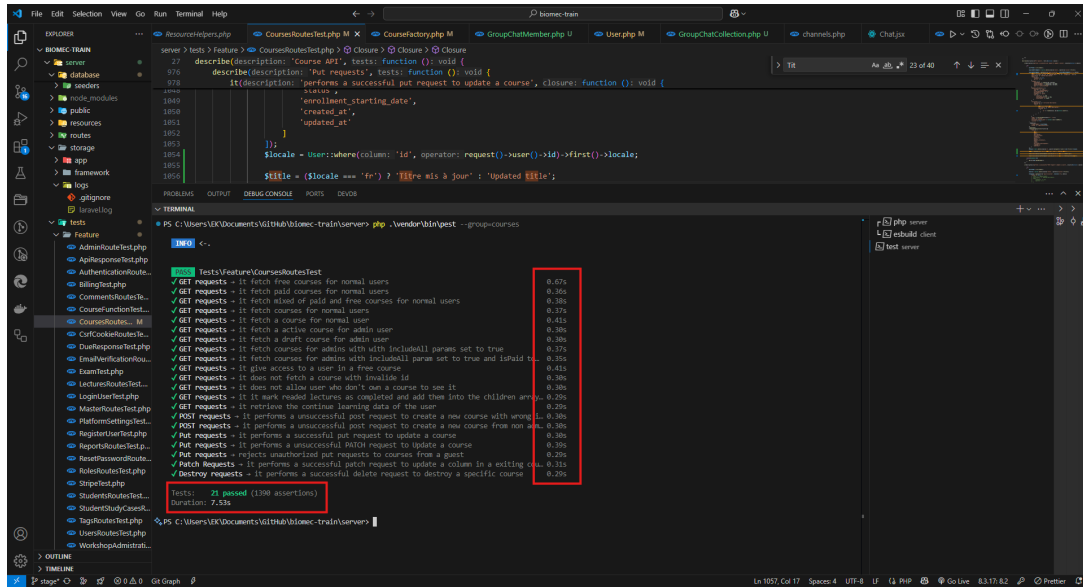 File Edit Selection View Go Run Terminal Help
biomec-train
EXPLORER
ResourceHelpers.php CoursesRoutesTest.php M CourseFactory.php M GroupChatMember.php U User.php M GroupChatCollection.php U channels.php Chat.jsx
BIOMEC-TRAIN
server
database
seeders
node_modules
public
resources
routes
storage
app
framework
logs
.gitignore
laravel.log
tests
Feature
AdminRouteTest.php
ApiResponseTest.php
AuthenticationRoute...
BillingTest.php
CommentsRoutesTe...
CourseFunctionTest....
CoursesRoutes... M
CsrfCookieRoutesTe...
DueResponseTest.php
EmailVerificationRou...
ExamTest.php
LecturesRoutesTest....
LoginUserTest.php
MasterRoutesTest.php
PlatformSettingsTest...
RegisterUserTest.php
ReportsRoutesTest.p...
ResetPasswordRoute...
RolesRoutesTest.php
StripeTest.php
StudentsRoutesTest....
StudentStudyCasesR...
TagsRoutesTest.php
UsersRoutesTest.php
WorkshopAdmistrati...
OUTLINE
TIMELINE
server > tests > Feature > CoursesRoutesTest.php > Closure > Closure > Closure
27 describe(description: 'Course API', tests: function (): void {
976 describe(description: 'Put requests', tests: function (): void {
978 it(description: 'performs a successful put request to update a course', closure: function (): void {
1048 'status',
1049 'enrollment_starting_date',
1050 'created_at',
1051 'updated_at'
1052 ]
1053 ]);
1054 $locale = User::where(column: 'id', operator: request()->user()->id)->first()->locale;
1055
1056 $title = ($locale === 'fr') ? 'Titre mis à jour' : 'Updated title';
Tit Aa ab 23 of 40
PROBLEMS OUTPUT DEBUG CONSOLE PORTS DEVDB
TERMINAL
PS C:\Users\EK\Documents\GitHub\biomec-train\server> php .\vendor\bin\pest --group=courses
INFO <-.
PASS Tests\Feature\CoursesRoutesTest
✓ GET requests → it fetch free courses for normal users 0.67s
✓ GET requests → it fetch paid courses for normal users 0.36s
✓ GET requests → it fetch mixed of paid and free courses for normal users 0.38s
✓ GET requests → it fetch courses for normal users 0.37s
✓ GET requests → it fetch a course for normal user 0.41s
✓ GET requests → it fetch a active course for admin user 0.30s
✓ GET requests → it fetch a draft course for admin user 0.30s
✓ GET requests → it fetch courses for admins with with includeAll params set to true 0.37s
✓ GET requests → it fetch courses for admins with includeAll param set to true and isPaid to… 0.35s
✓ GET requests → it give access to a user in a free course 0.41s
✓ GET requests → it does not fetch a course with invalide id 0.30s
✓ GET requests → it does not allow user who don't own a course to see it 0.30s
✓ GET requests → it it mark readed lectures as completed and add them into the children array… 0.29s
✓ GET requests → it retrieve the continue learning data of the user 0.29s
✓ POST requests → it performs a unsuccessful post request to create a new course with wrong i… 0.30s
✓ POST requests → it performs a unsuccessful post request to create a new course from non adm… 0.30s
✓ Put requests → it performs a successful put request to update a course 0.30s
✓ Put requests → it performs a unsuccessful PATCH request to Update a course 0.39s
✓ Put requests → rejects unauthorized put requests to courses from a guest 0.29s
✓ Patch Requests → it performs a successful patch request to update a column in a exiting cou… 0.31s
✓ Destroy requests → it performs a successful delete request to destroy a specific course 0.29s
Tests: 21 passed (1390 assertions)
Duration: 7.53s
PS C:\Users\EK\Documents\GitHub\biomec-train\server>
php server
esbuild client
test server
stage* 0 0 Git Graph
Ln 1057, Col 17 Spaces: 4 UTF-8 LF PHP Go Live 8.3.17: 8.2 Prettier